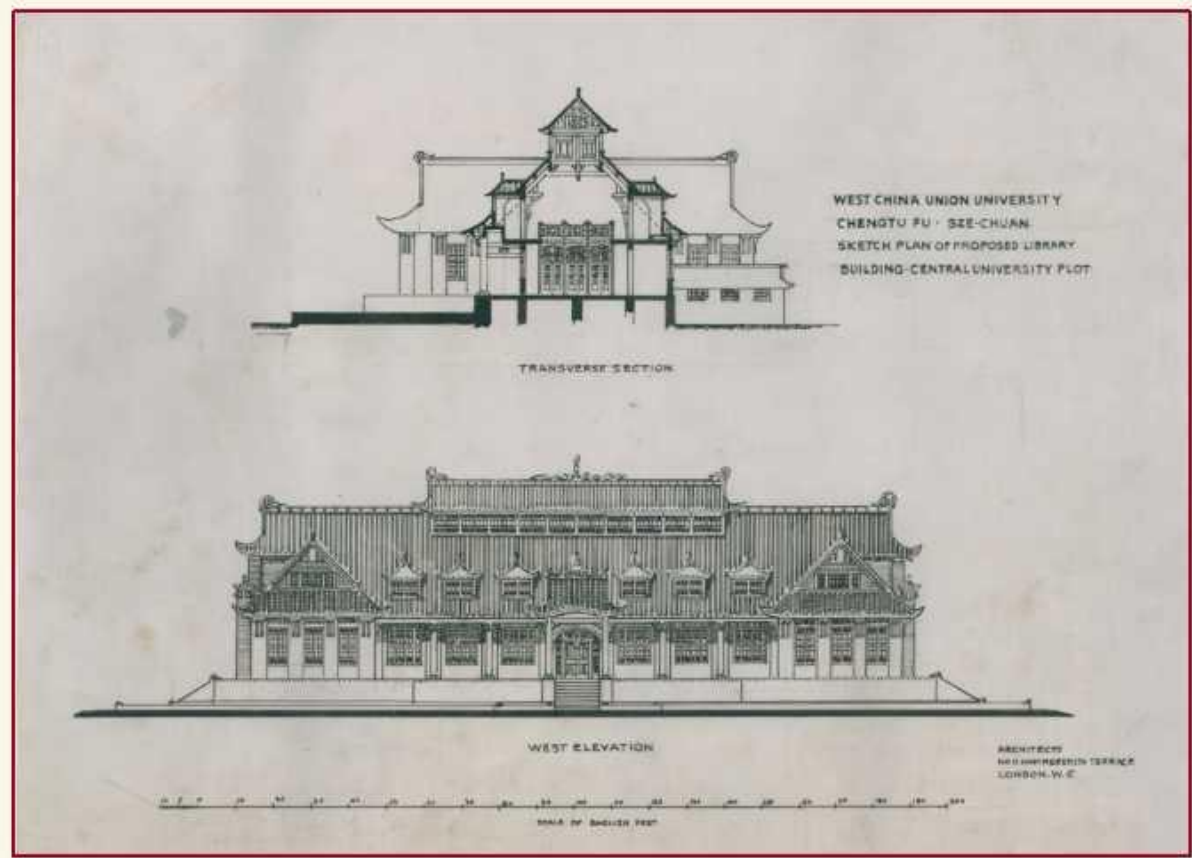 WEST CHINA UNION UNIVERSITY
CHENGTU FU · SZE-CHUAN
SKETCH PLAN OF PROPOSED LIBRARY
BUILDING-CENTRAL UNIVERSITY PLOT
TRANSVERSE SECTION
WEST ELEVATION
ARCHITECTS
TERRACE
LONDON. W.C
SCALE OF ENGLISH FEET